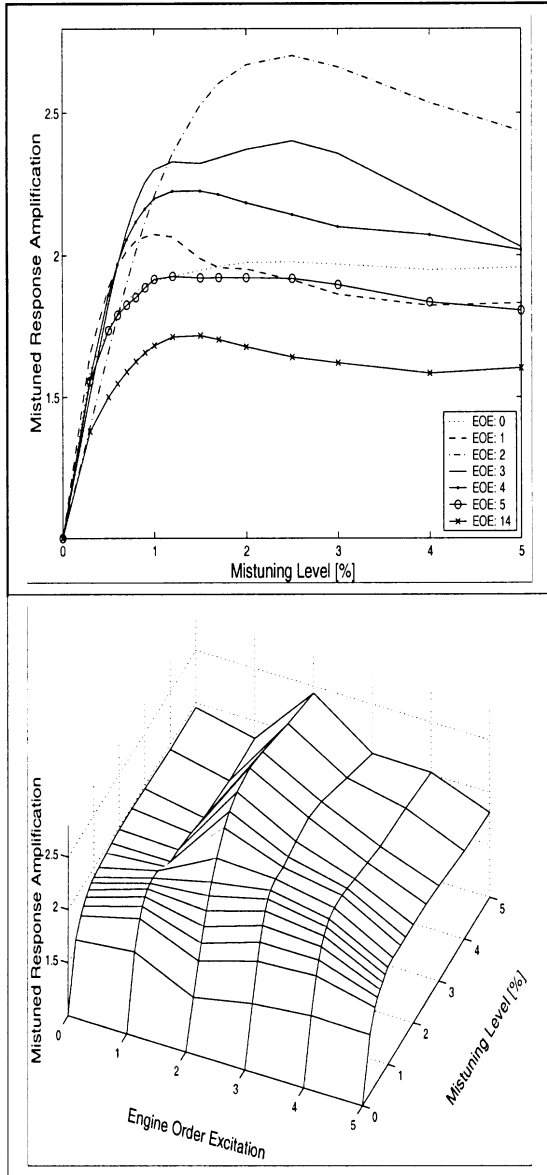 Mistuned Response Amplification
2.5
2
1.5
0 1 2 3 4 5
Mistuning Level [%]
EOE: 0
EOE: 1
EOE: 2
EOE: 3
EOE: 4
EOE: 5
EOE: 14
Mistuned Response Amplification
2.5
2
1.5
0 1 2 3 4 5
Engine Order Excitation
0 1 2 3 4 5
Mistuning Level [%]